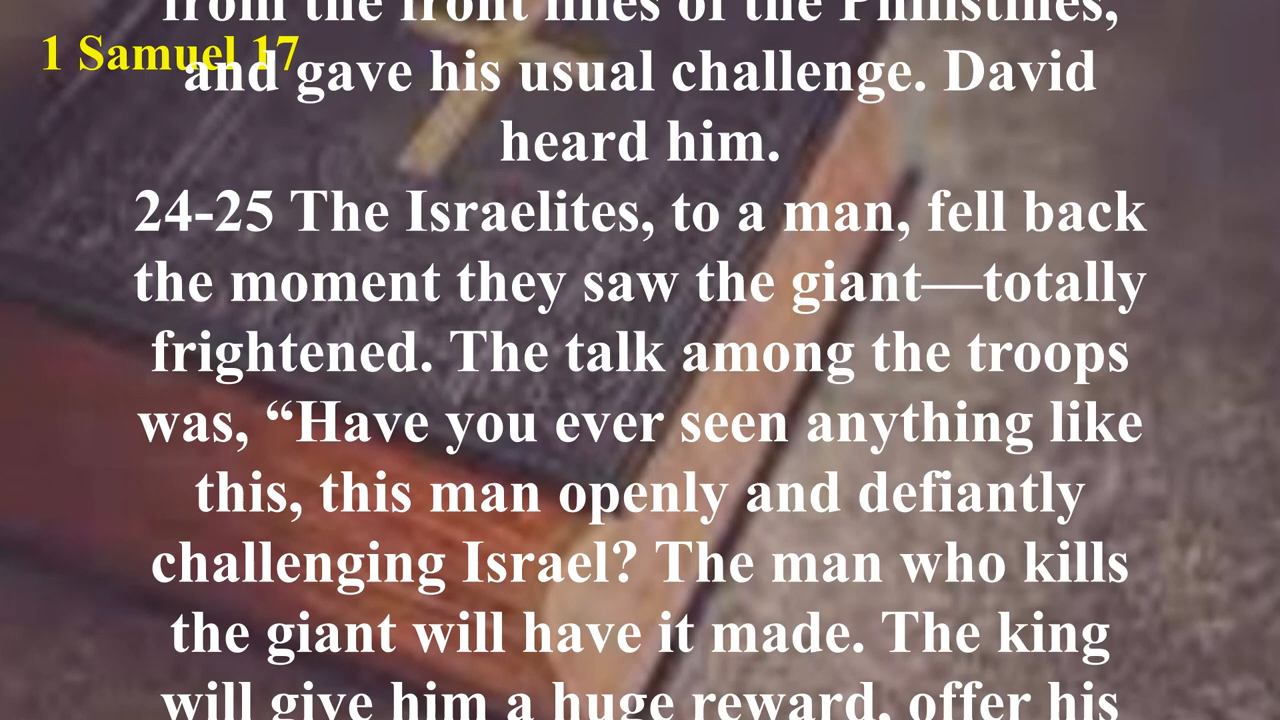 from the front lines of the Philistines,
1 Samuel 17
and gave his usual challenge. David
heard him.
24-25 The Israelites, to a man, fell back
the moment they saw the giant—totally
frightened. The talk among the troops
was, “Have you ever seen anything like
this, this man openly and defiantly
challenging Israel? The man who kills
the giant will have it made. The king
will give him a huge reward, offer his